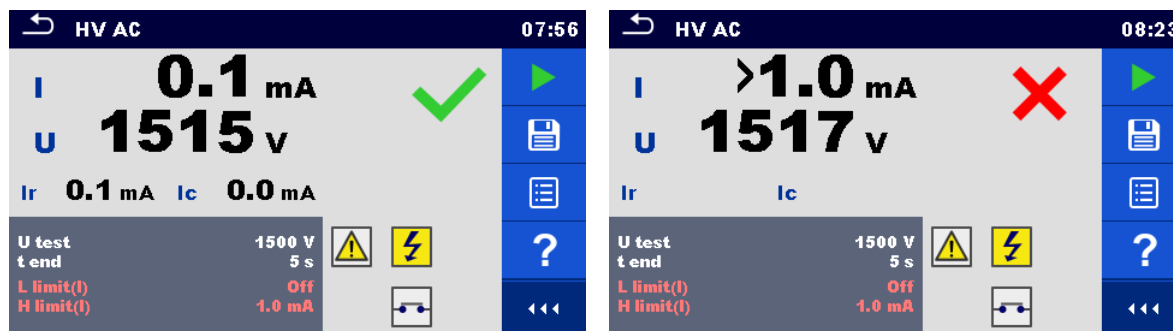 HV AC 07:56
I 0.1 mA
U 1515 V
Ir 0.1 mA Ic 0.0 mA
U test 1500 V
t end 5 s
L limit(I) Off
H limit(I) 1.0 mA
?
HV AC 08:23
I >1.0 mA
U 1517 V
Ir Ic
U test 1500 V
t end 5 s
L limit(I) Off
H limit(I) 1.0 mA
?